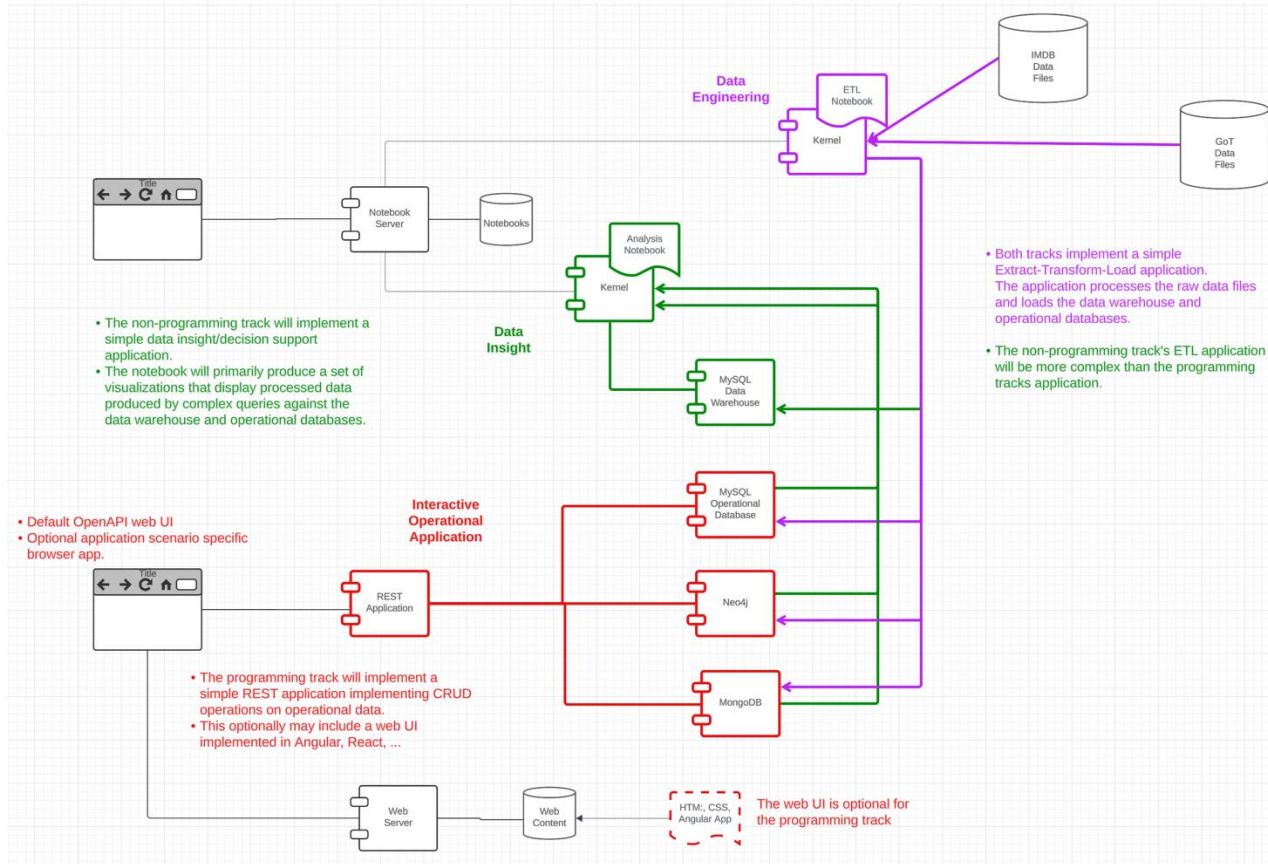 IMDB
Data
Files
Data
Engineering
ETL
Notebook
Kernel
GoT
Data
Files
Title
Notebook
Server
Notebooks
Analysis
Notebook
Kernel
• Both tracks implement a simple
Extract-Transform-Load application.
The application processes the raw data files
and loads the data warehouse and
operational databases.
• The non-programming track's ETL application
will be more complex than the programming
tracks application.
• The non-programming track will implement a
simple data insight/decision support
application.
• The notebook will primarily produce a set of
visualizations that display processed data
produced by complex queries against the
data warehouse and operational databases.
Data
Insight
MySQL
Data
Warehouse
Interactive
Operational
Application
MySQL
Operational
Database
• Default OpenAPI web UI
• Optional application scenario specific
browser app.
Title
REST
Application
Neo4j
• The programming track will implement a
simple REST application implementing CRUD
operations on operational data.
• This optionally may include a web UI
implemented in Angular, React, ...
MongoDB
Web
Server
Web
Content
HTM:, CSS,
Angular App
The web UI is optional for
the programming track